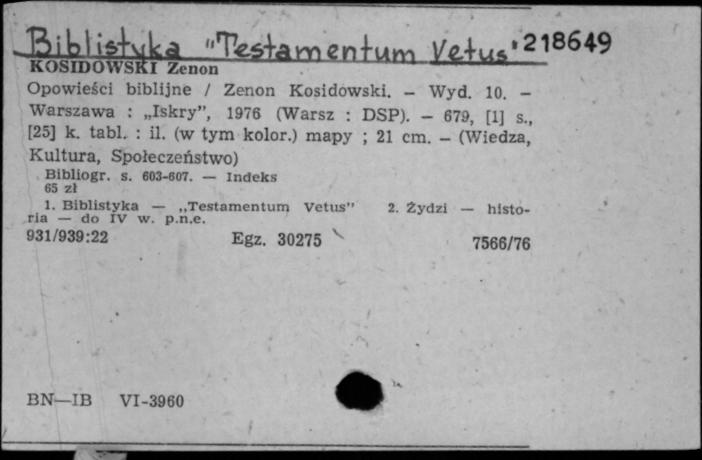 Biblistyka "Testamentum Vetus" 218649
KOSIDOWSKI Zenon
Opowieści biblijne / Zenon Kosidowski. — Wyd. 10. —
Warszawa : „Iskry”, 1976 (Warsz : DSP). — 679, [1] s.,
[25] k. tabl. : il. (w tym kolor.) mapy ; 21 cm. — (Wiedza,
Kultura, Społeczeństwo)
Bibliogr. s. 603-607. — Indeks
65 zł
1. Biblistyka — „Testamentum Vetus” 2. Żydzi — histo-
ria — do IV w. p.n.e.
931/939:22 Egz. 30275 7566/76
BN—IB VI-3960